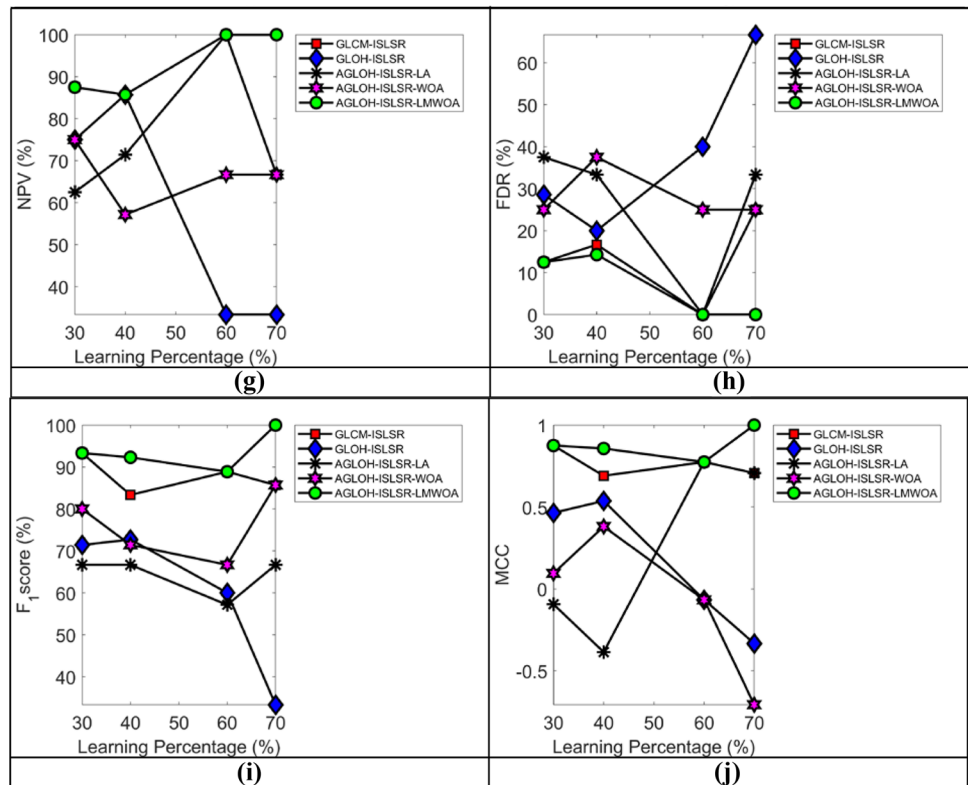 100
90
80
70
60
50
40
NPV (%)
30 40 50 60 70
Learning Percentage (%)
GLCM-ISLSR
GLOH-ISLSR
AGLOH-ISLSR-LA
AGLOH-ISLSR-WOA
AGLOH-ISLSR-LMWOA
(g)
60
50
40
30
20
10
0
FDR (%)
30 40 50 60 70
Learning Percentage (%)
GLCM-ISLSR
GLOH-ISLSR
AGLOH-ISLSR-LA
AGLOH-ISLSR-WOA
AGLOH-ISLSR-LMWOA
(h)
100
90
80
70
60
50
40
F1score (%)
30 40 50 60 70
Learning Percentage (%)
GLCM-ISLSR
GLOH-ISLSR
AGLOH-ISLSR-LA
AGLOH-ISLSR-WOA
AGLOH-ISLSR-LMWOA
(i)
1
0.5
0
-0.5
MCC
30 40 50 60 70
Learning Percentage (%)
GLCM-ISLSR
GLOH-ISLSR
AGLOH-ISLSR-LA
AGLOH-ISLSR-WOA
AGLOH-ISLSR-LMWOA
(j)